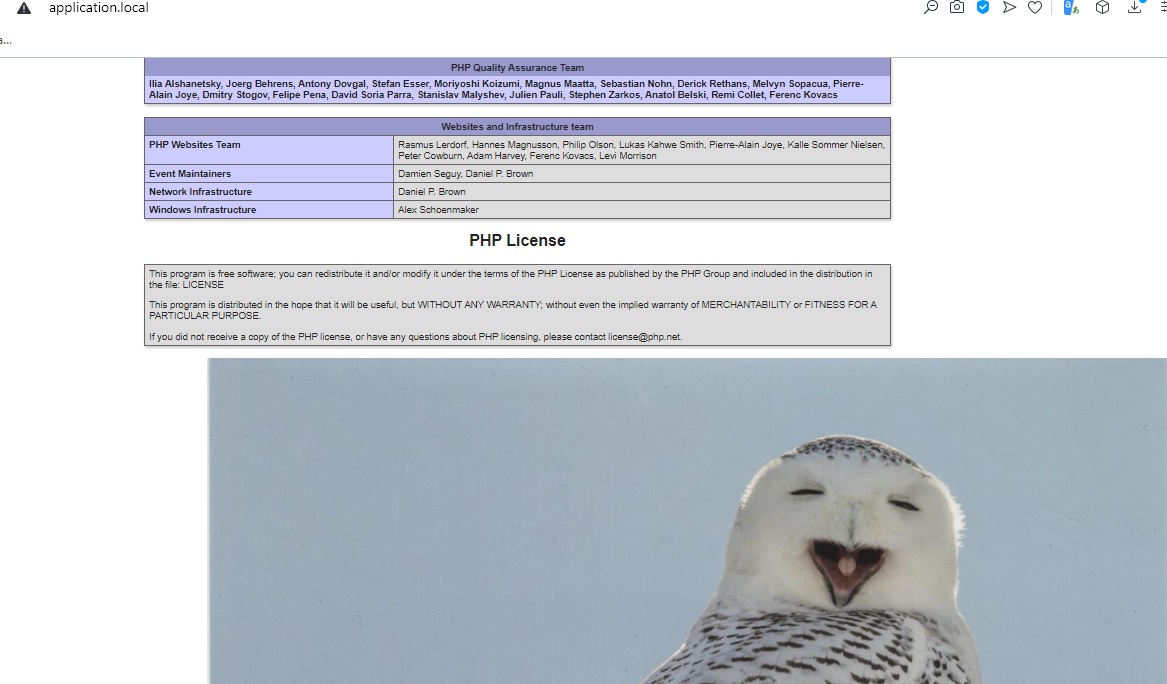 application.local
a...
PHP Quality Assurance Team
Ilia Alshanetsky, Joerg Behrens, Antony Dovgal, Stefan Esser, Moriyoshi Koizumi, Magnus Maatta, Sebastian Nohn, Derick Rethans, Melvyn Sopacua, Pierre-
Alain Joye, Dmitry Stogov, Felipe Pena, David Soria Parra, Stanislav Malyshev, Julien Pauli, Stephen Zarkos, Anatol Belski, Remi Collet, Ferenc Kovacs
Websites and Infrastructure team
PHP Websites Team
Rasmus Lerdorf, Hannes Magnusson, Philip Olson, Lukas Kahwe Smith, Pierre-Alain Joye, Kalle Sommer Nielsen,
Peter Cowburn, Adam Harvey, Ferenc Kovacs, Levi Morrison
Event Maintainers
Damien Seguy, Daniel P. Brown
Network Infrastructure
Daniel P. Brown
Windows Infrastructure
Alex Schoenmaker
PHP License
This program is free software; you can redistribute it and/or modify it under the terms of the PHP License as published by the PHP Group and included in the distribution in
the file: LICENSE
This program is distributed in the hope that it will be useful, but WITHOUT ANY WARRANTY; without even the implied warranty of MERCHANTABILITY or FITNESS FOR A
PARTICULAR PURPOSE.
If you did not receive a copy of the PHP license, or have any questions about PHP licensing, please contact license@php.net.